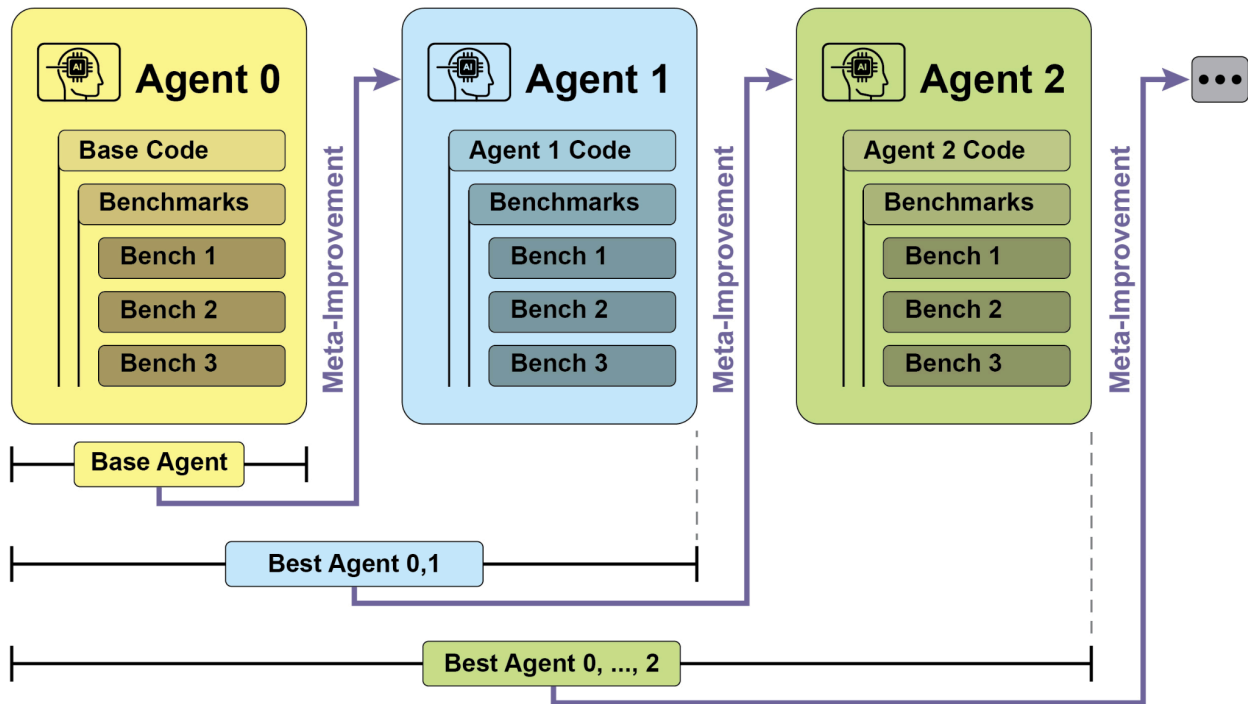 AI
Agent 0
Base Code
Benchmarks
Bench 1
Bench 2
Bench 3
Meta-Improvement
AI
Agent 1
Agent 1 Code
Benchmarks
Bench 1
Bench 2
Bench 3
Meta-Improvement
AI
Agent 2
Agent 2 Code
Benchmarks
Bench 1
Bench 2
Bench 3
Meta-Improvement
•••
Base Agent
Best Agent 0,1
Best Agent 0, ..., 2